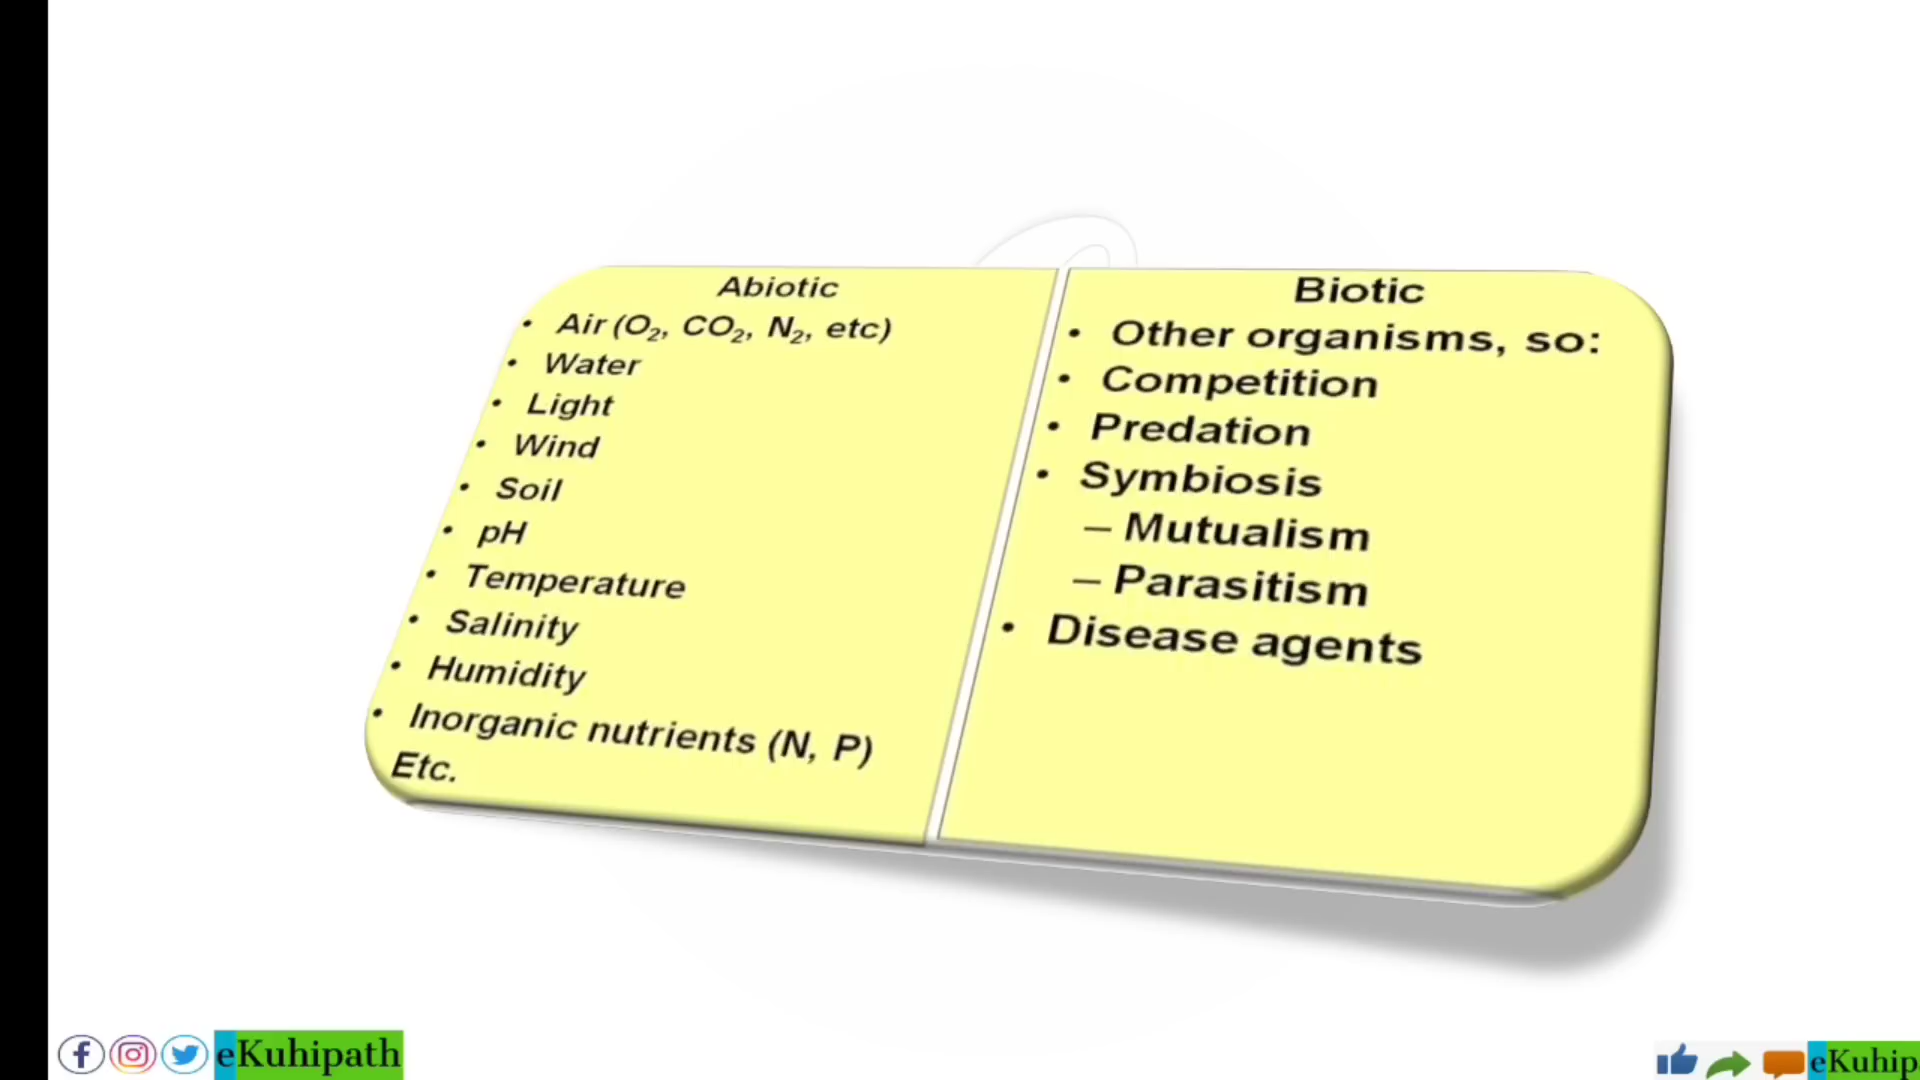 Abiotic
• Air (O₂, CO₂, N₂, etc)
• Water
• Light
• Wind
• Soil
• pH
• Temperature
• Salinity
• Humidity
• Inorganic nutrients (N, P)
Etc.
Biotic
• Other organisms, so:
• Competition
• Predation
• Symbiosis
– Mutualism
– Parasitism
• Disease agents
eKuhipath
eKuhip